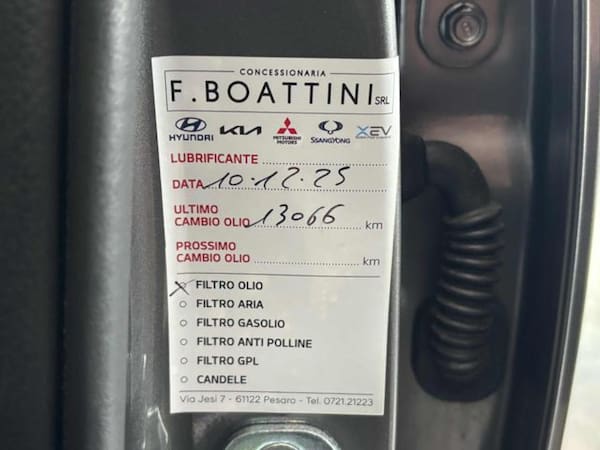 CONCESSIONARIA
F. BOATTINI SRL
HYUNDAI KIA MITSUBISHI MOTORS SSANGYONG XEV
LUBRIFICANTE
DATA 10.12.25
ULTIMO
CAMBIO OLIO 13066 km
PROSSIMO
CAMBIO OLIO km
FILTRO OLIO
FILTRO ARIA
FILTRO GASOLIO
FILTRO ANTI POLLINE
FILTRO GPL
CANDELE
Via Jesi 7 - 61122 Pesaro - Tel. 0721.21223